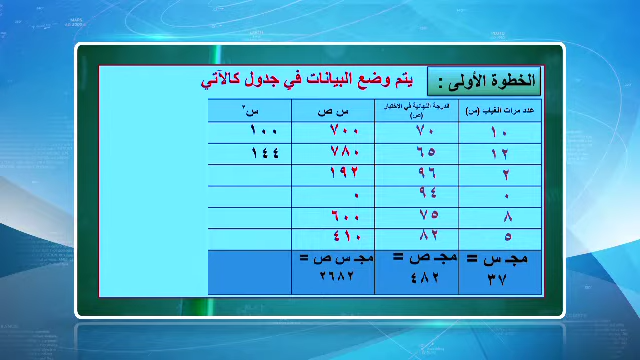 الخطوة الأولى : يتم وضع البيانات في جدول كالآتي
عدد مرات الغياب (س) الدرجة النهائية في الاختبار (ص) س ص س٢
١٠ ٧٠ ٧٠٠ ١٠٠
١٢ ٦٥ ٧٨٠ ١٤٤
٢ ٩٦ ١٩٢
٠ ٩٤ ٠
٨ ٧٥ ٦٠٠
٥ ٨٢ ٤١٠
مجـ س = مجـ ص = مجـ س ص =
٣٧ ٤٨٢ ٢٦٨٢